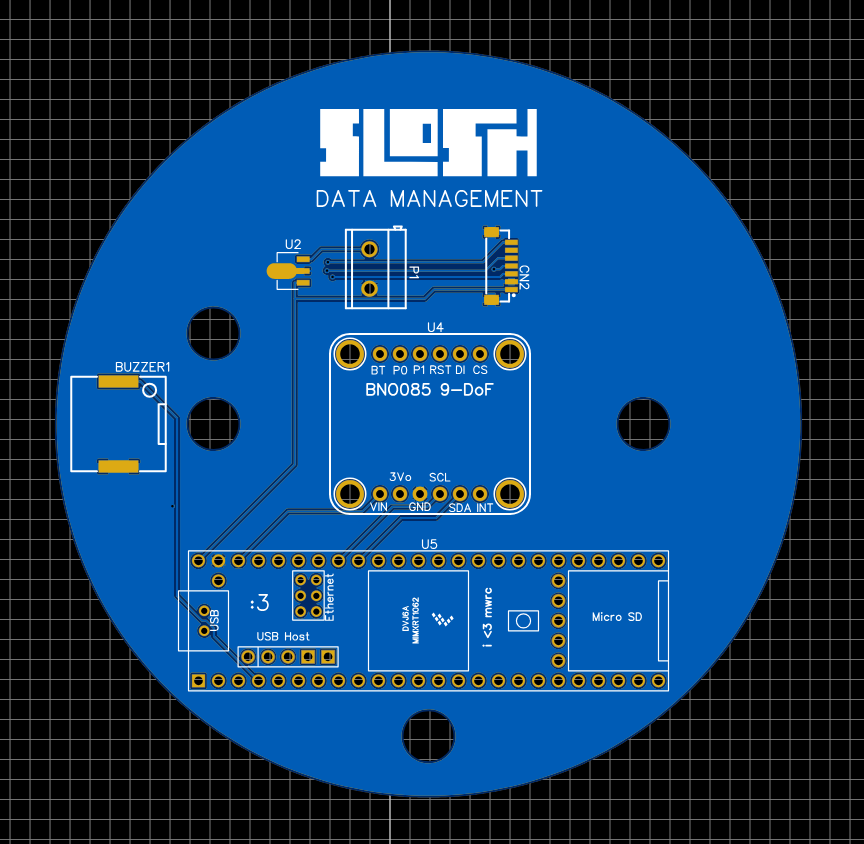 SLOSH
DATA MANAGEMENT
U2
P1
CN2
U4
BT P0 P1 RST DI CS
BNO085 9-DoF
BUZZER1
3Vo SCL
VIN GND SDA INT
U5
:3
Ethernet
USB
USB Host
DVJ6A
MIMXRT1062
i <3 mwrc
Micro SD